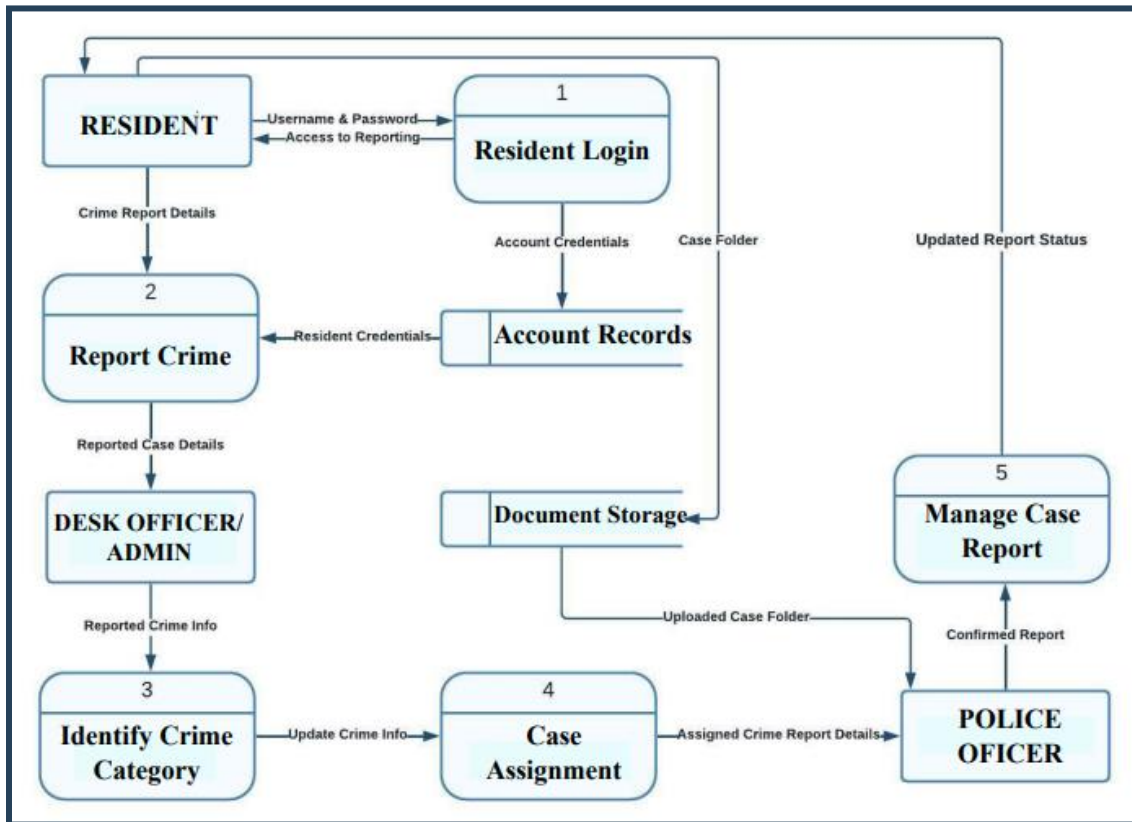 1
RESIDENT
Username & Password
Access to Reporting
Resident Login
Crime Report Details
Account Credentials
Case Folder
Updated Report Status
2
Report Crime
Resident Credentials
Account Records
Reported Case Details
5
Manage Case
Report
DESK OFFICER/
ADMIN
Document Storage
Reported Crime Info
Uploaded Case Folder
Confirmed Report
3
Identify Crime
Category
Update Crime Info
4
Case
Assignment
Assigned Crime Report Details
POLICE
OFICER